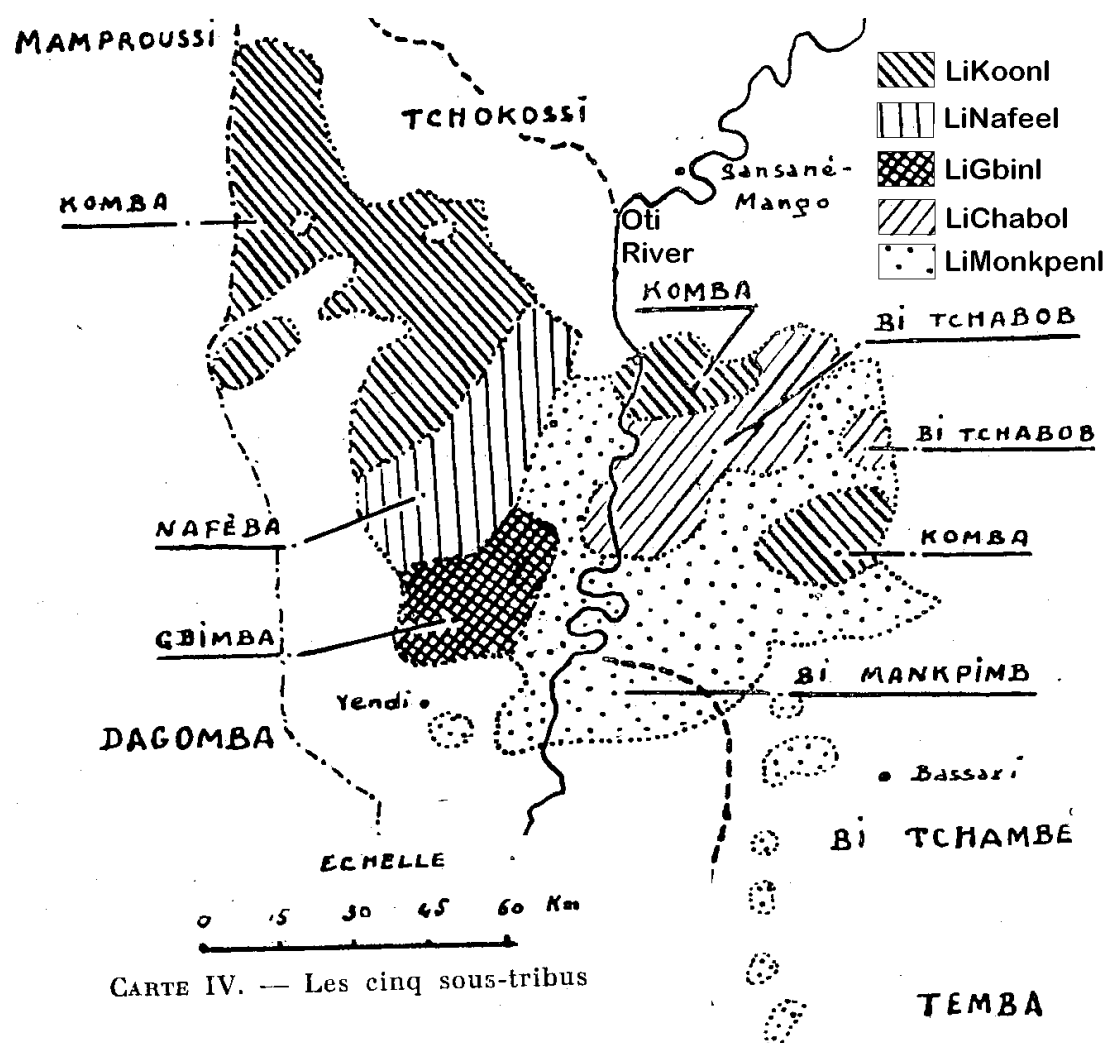 MAMPROUSSI
TCHOKOSSI
LiKoonl
LiNafeel
LiGbinl
LiChabol
LiMonkpenl
Sansané-
Mango
KOMBA
Oti
River
KOMBA
Bi TCHABOB
Bi TCHABOB
NAFÈBA
KOMBA
GBIMBA
Bi MANKPIMB
Yendi
DAGOMBA
Bassari
Bi TCHAMBÉ
ECHELLE
0 15 30 45 60 Km
CARTE IV. — Les cinq sous-tribus
TEMBA